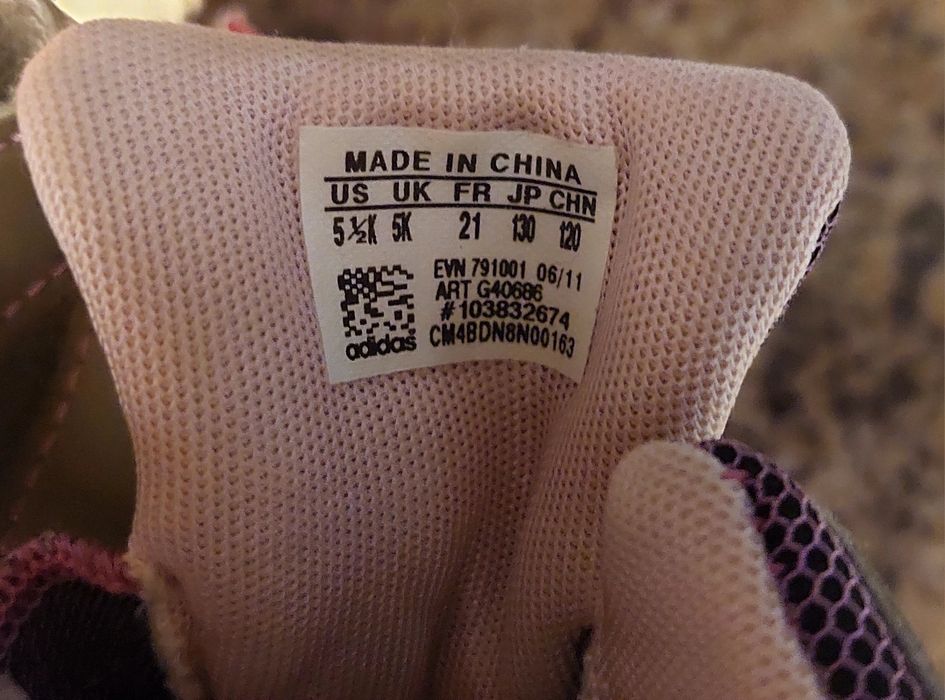 MADE IN CHINA
US UK FR JP CHN
5½K 5K 21 130 120
EVN 791001 06/11
ART G40686
#103832674
CM4BDN8N00163
adidas